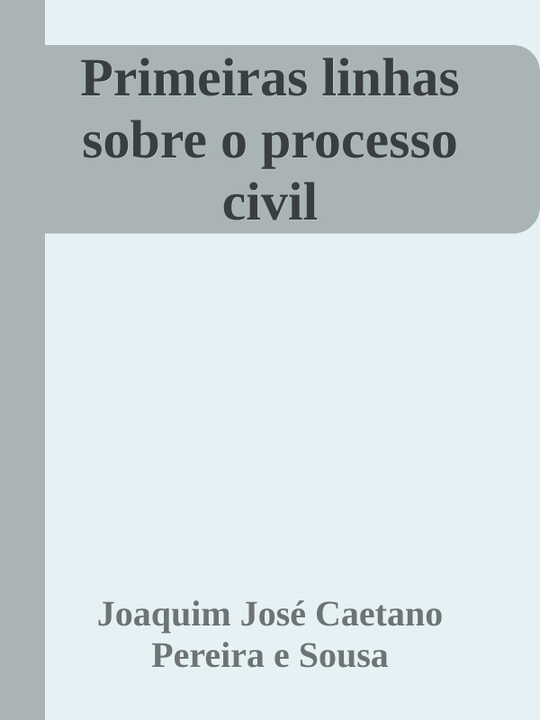 Primeiras linhas
sobre o processo
civil
Joaquim José Caetano
Pereira e Sousa